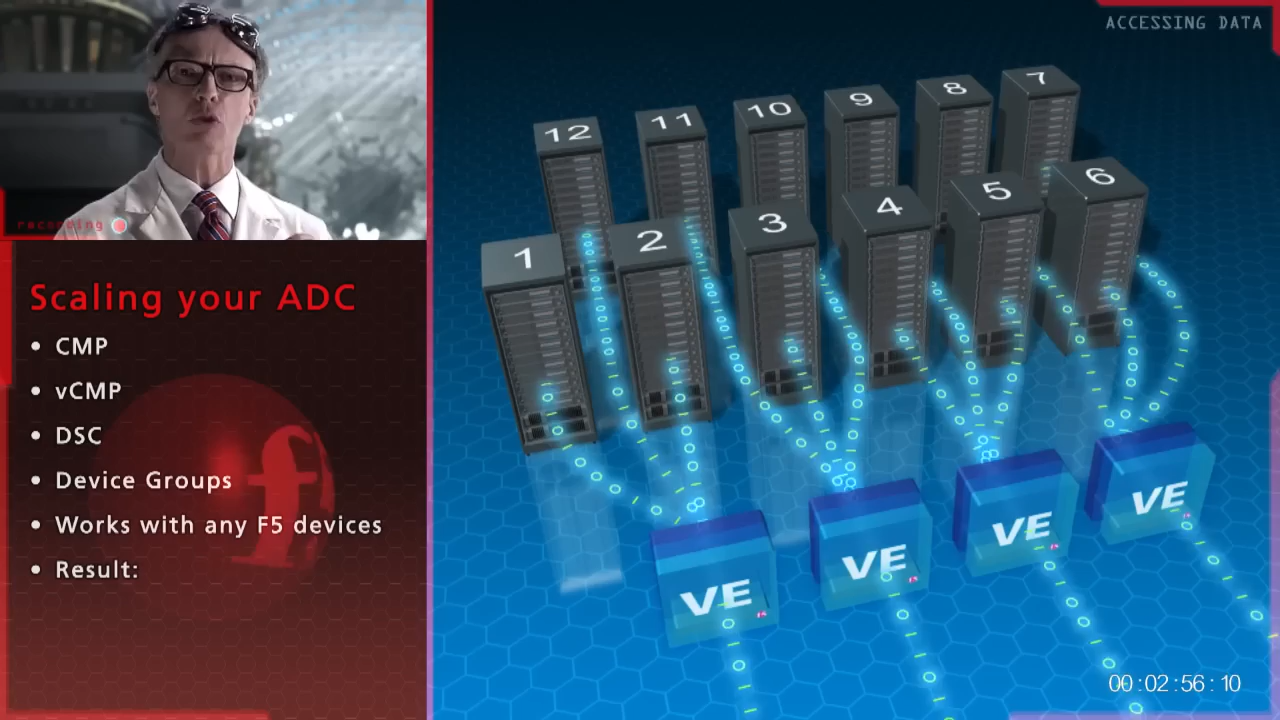 ACCESSING DATA
recording
Scaling your ADC
• CMP
• vCMP
• DSC
• Device Groups
• Works with any F5 devices
• Result:
12 11 10 9 8 7
1 2 3 4 5 6
VE VE VE VE
00:02:56:10